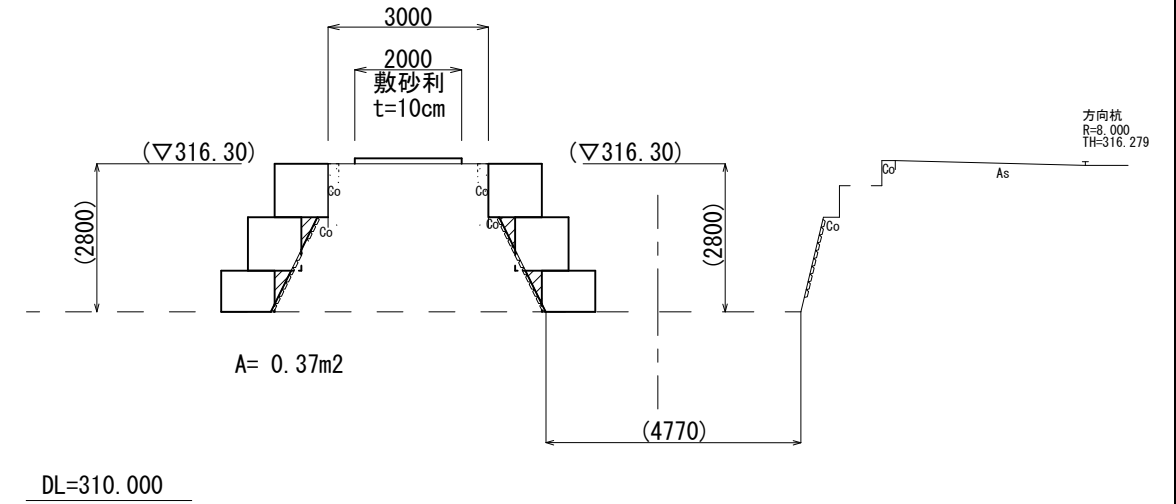 3000
2000
敷砂利
t=10cm
(▽316.30)
(▽316.30)
方向杭
R=8.000
TH=316.279
Co
Co
Co
As
(2800)
(2800)
Co
Co
Co
A= 0.37m2
(4770)
DL=310.000